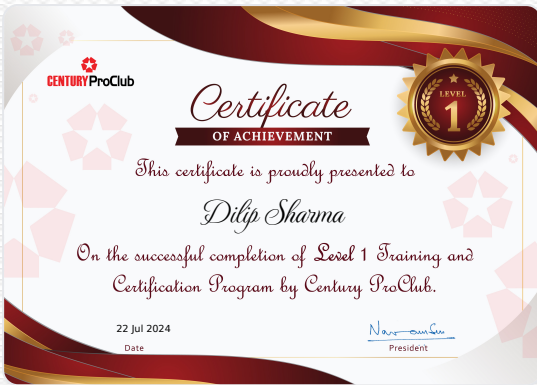 CENTURY ProClub
LEVEL
1
Certificate
OF ACHIEVEMENT
This certificate is proudly presented to
Dilip Sharma
On the successful completion of Level 1 Training and
Certification Program by Century ProClub.
22 Jul 2024
Date
President